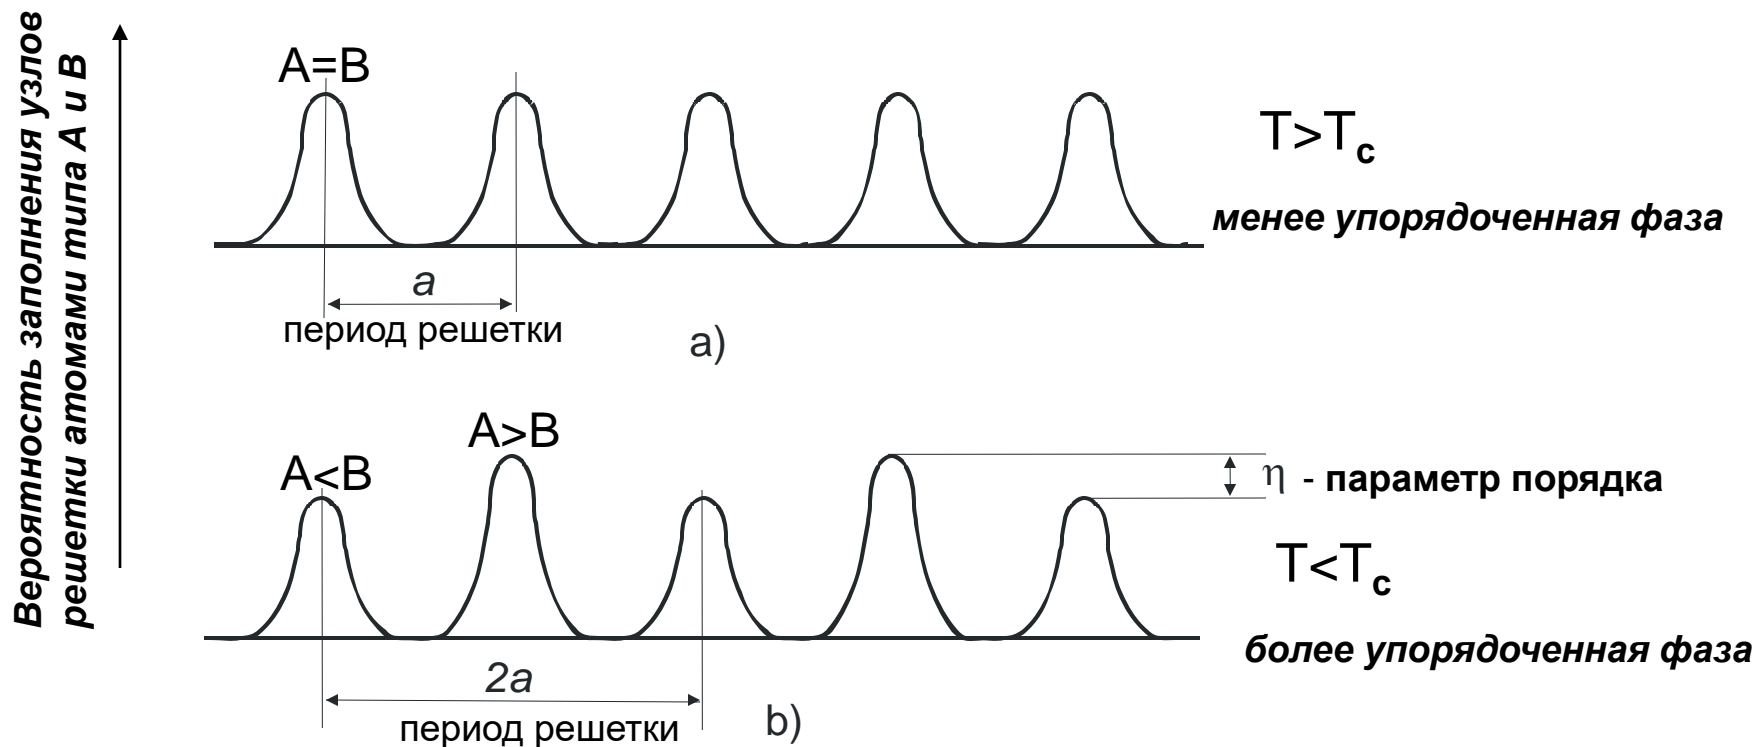 Вероятность заполнения узлов
решетки атомами типа А и В
A=B
T>Tc
менее упорядоченная фаза
a
период решетки
a)
A<B
A>B
η - параметр порядка
T<Tc
более упорядоченная фаза
2a
период решетки
b)